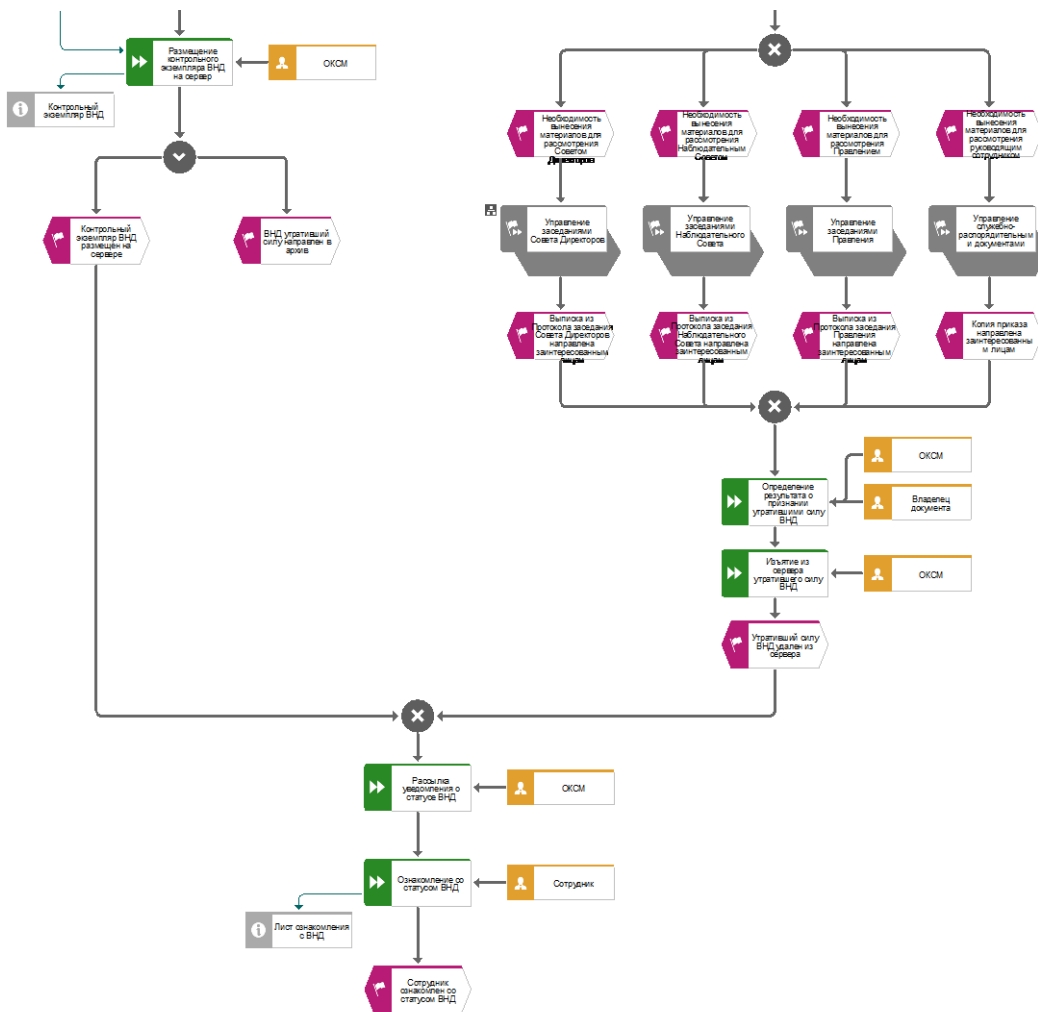 Размещение
контрольного
экземпляра ВНД
на сервер
ОКСМ
Контрольный
экземпляр ВНД
Контрольный
экземпляр ВНД
размещён на
сервере
ВНД утративший
силу направлен в
архив
Необходимость
вынесения
материалов для
рассмотрения
Советом
Директоров
Необходимость
вынесения
материалов для
рассмотрения
Наблюдательным
Советом
Необходимость
вынесения
материалов для
рассмотрения
Правлением
Необходимость
вынесения
материалов для
рассмотрения
руководящим
сотрудником
Управление
заседаниями
Совета Директоров
Управление
заседаниями
Наблюдательного
Совета
Управление
заседаниями
Правления
Управление
служебно-
распорядительным
и документами
Выписка из
Протокола заседания
Совета Директоров
направлена
заинтересованным
лицам
Выписка из
Протокола заседания
Наблюдательного
Совета направлена
заинтересованным
лицам
Выписка из
Протокола заседания
Правления
направлена
заинтересованным
лицам
Копия приказа
направлена
заинтересованны
м лицам
ОКСМ
Определение
результата о
признании
утратившими силу
ВНД
Владелец
документа
Изъятие из
сервера
утратившего силу
ВНД
ОКСМ
Утративший силу
ВНД удален из
сервера
Рассылка
уведомления о
статусе ВНД
ОКСМ
Ознакомление со
статусом ВНД
Сотрудник
Лист ознакомления
с ВНД
Сотрудник
ознакомлен со
статусом ВНД